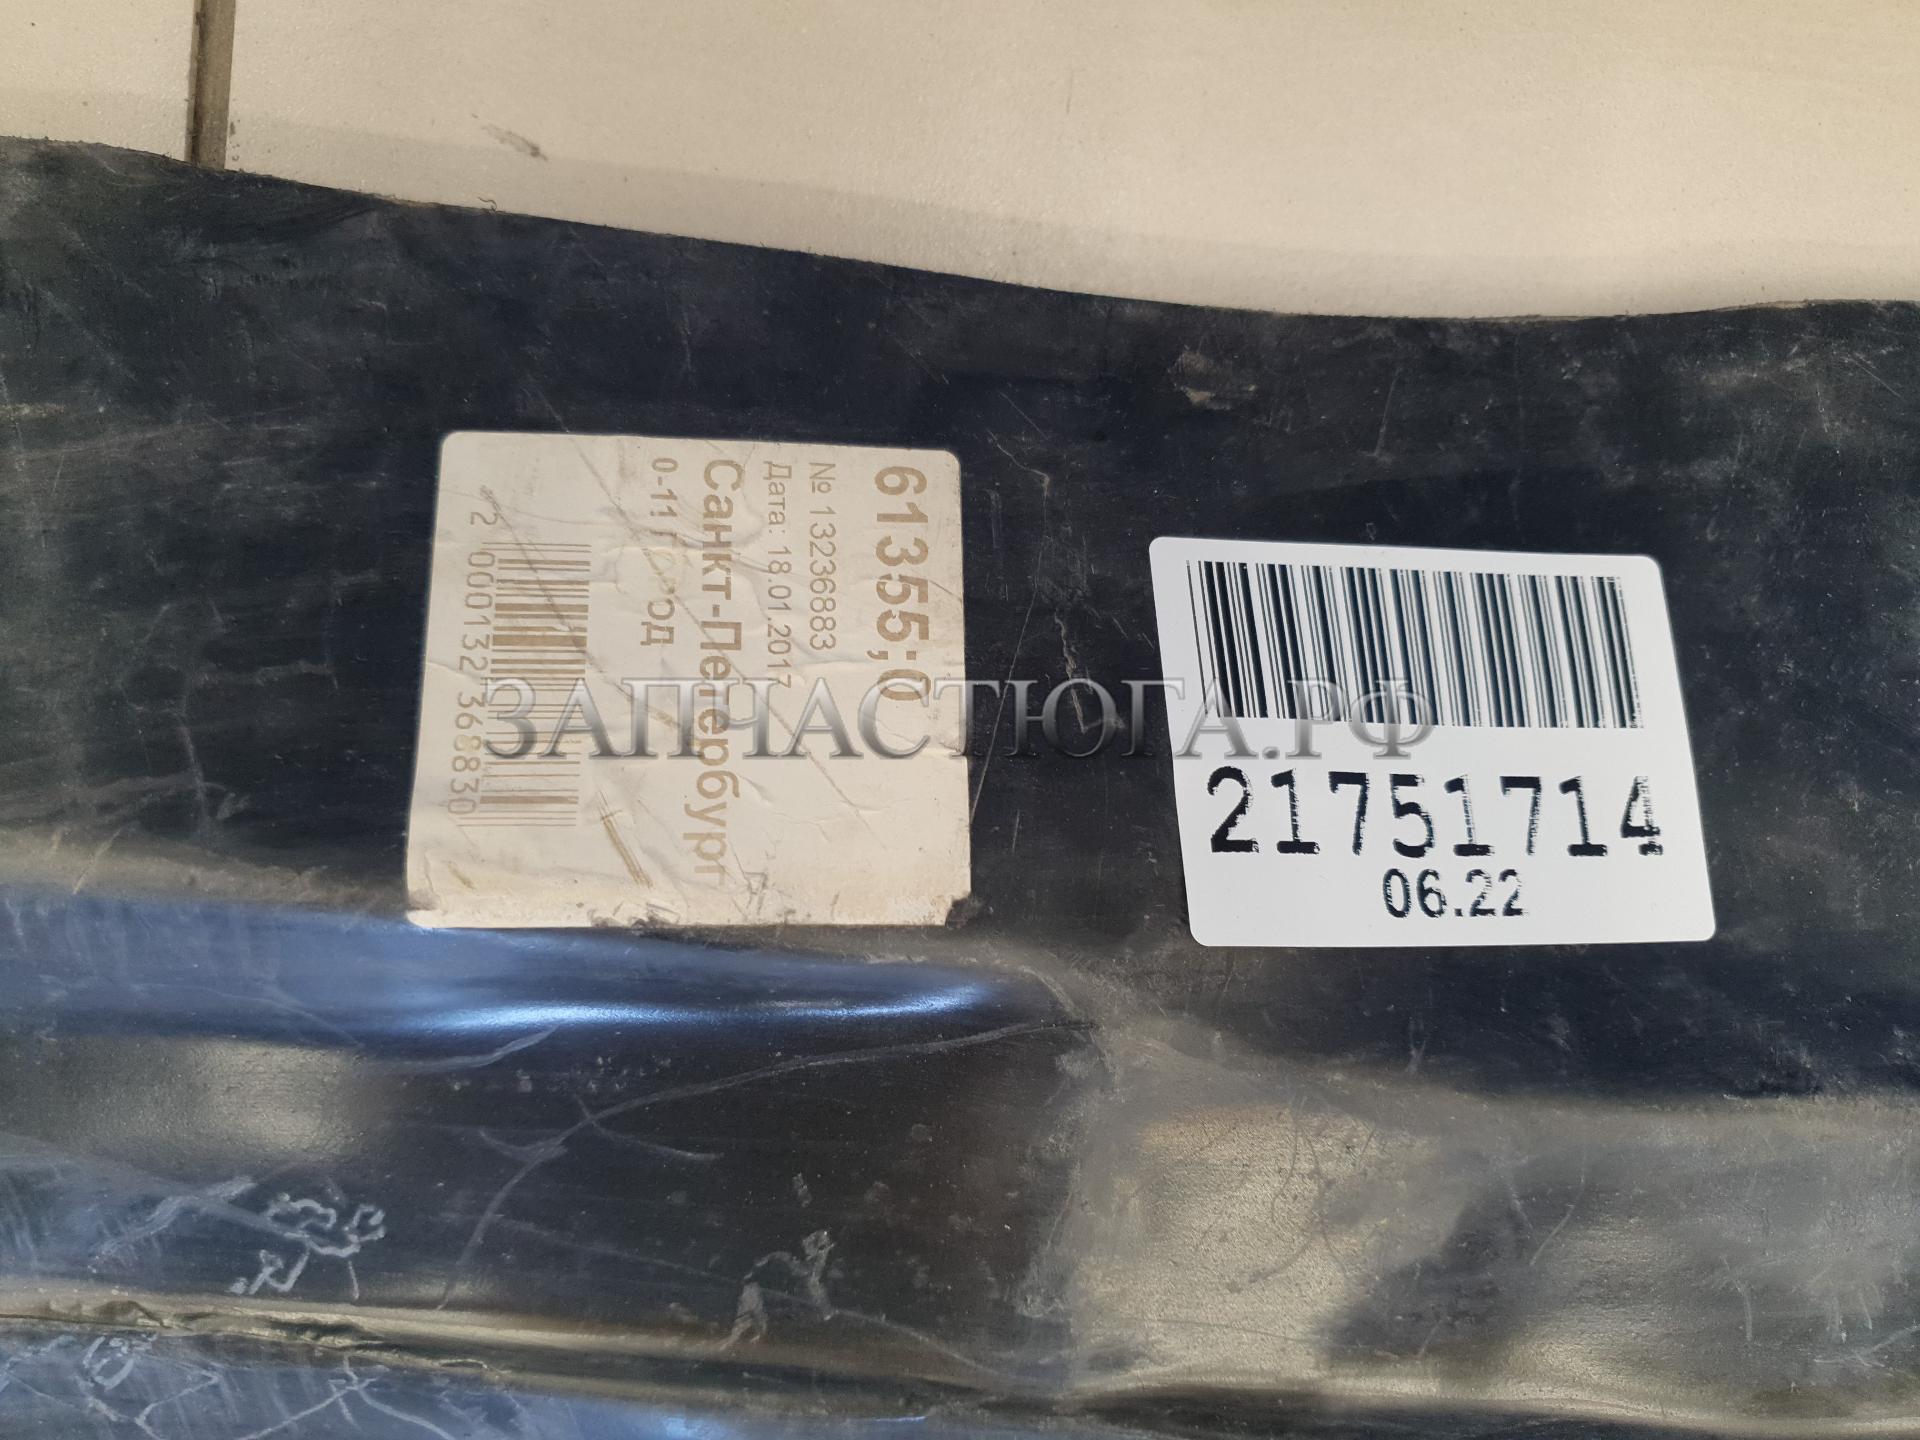 61355;0
№ 13236883
Дата: 18.01.2017
Санкт-Петербург
0-11 Город
2 000132 368830
ЗАПЧАСТЮГА.РФ
21751714
06.22